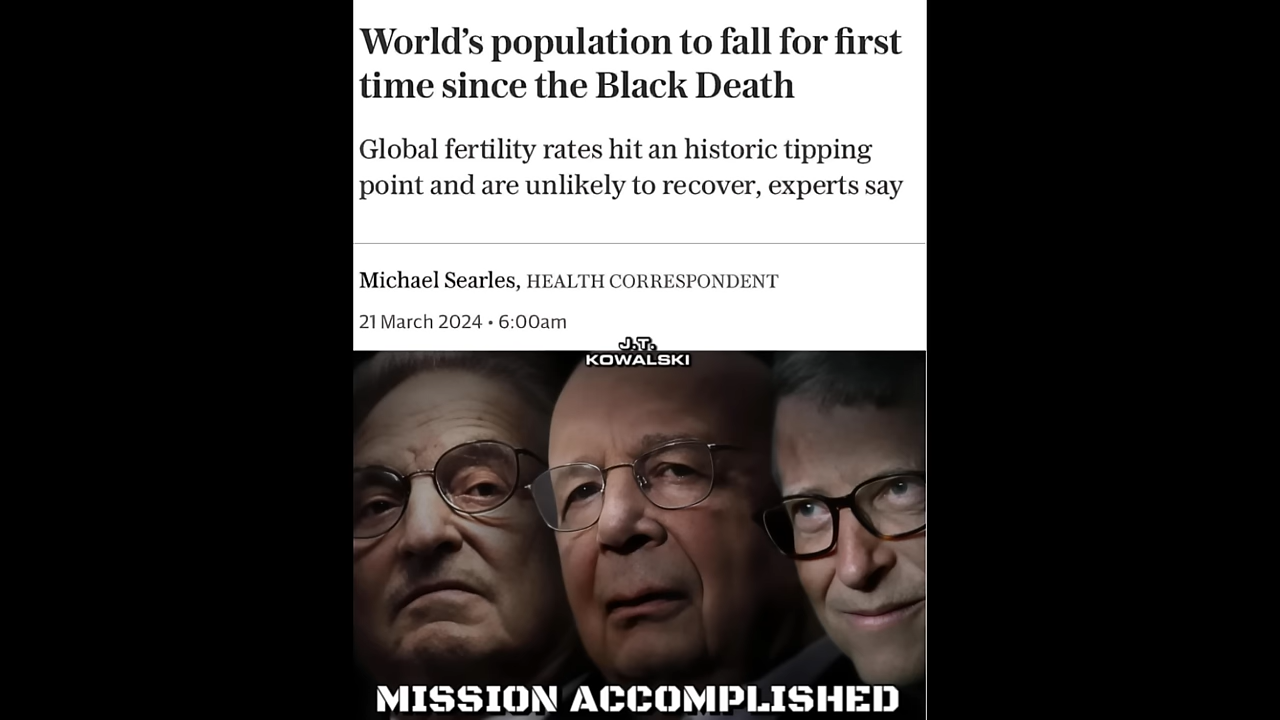 World's population to fall for first
time since the Black Death
Global fertility rates hit an historic tipping
point and are unlikely to recover, experts say
Michael Searles, HEALTH CORRESPONDENT
21 March 2024 • 6:00am
J.T.
KOWALSKI
MISSION ACCOMPLISHED